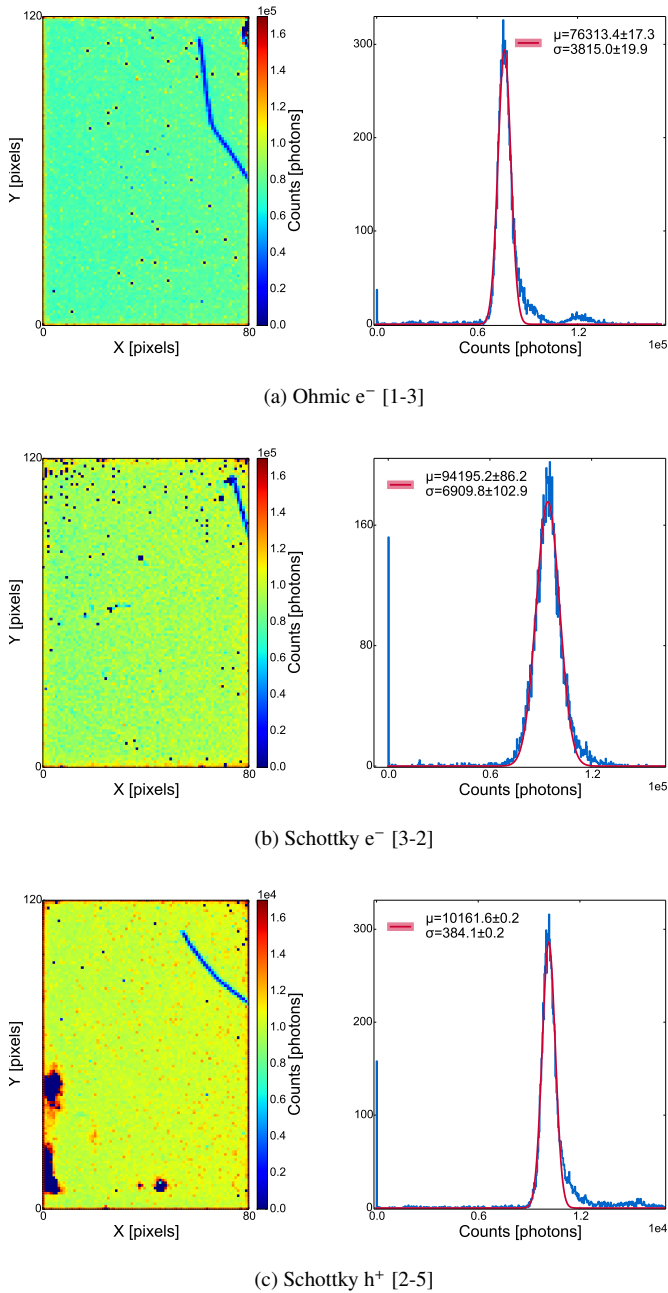 1e5
120
Y [pixels]
0
0
X [pixels]
80
1.6
1.4
1.2
1.0
0.8
0.6
0.4
0.2
0.0
Counts [photons]
μ=76313.4±17.3
σ=3815.0±19.9
300
200
100
0
0.0
0.6
1.2
Counts [photons]
1e5
(a) Ohmic e⁻ [1-3]
1e5
120
Y [pixels]
0
0
X [pixels]
80
1.6
1.4
1.2
1.0
0.8
0.6
0.4
0.2
0.0
Counts [photons]
μ=94195.2±86.2
σ=6909.8±102.9
160
80
0
0.0
0.6
1.2
Counts [photons]
1e5
(b) Schottky e⁻ [3-2]
1e4
120
Y [pixels]
0
0
X [pixels]
80
1.6
1.4
1.2
1.0
0.8
0.6
0.4
0.2
0.0
Counts [photons]
μ=10161.6±0.2
σ=384.1±0.2
300
200
100
0
0.0
0.6
1.2
Counts [photons]
1e4
(c) Schottky h⁺ [2-5]